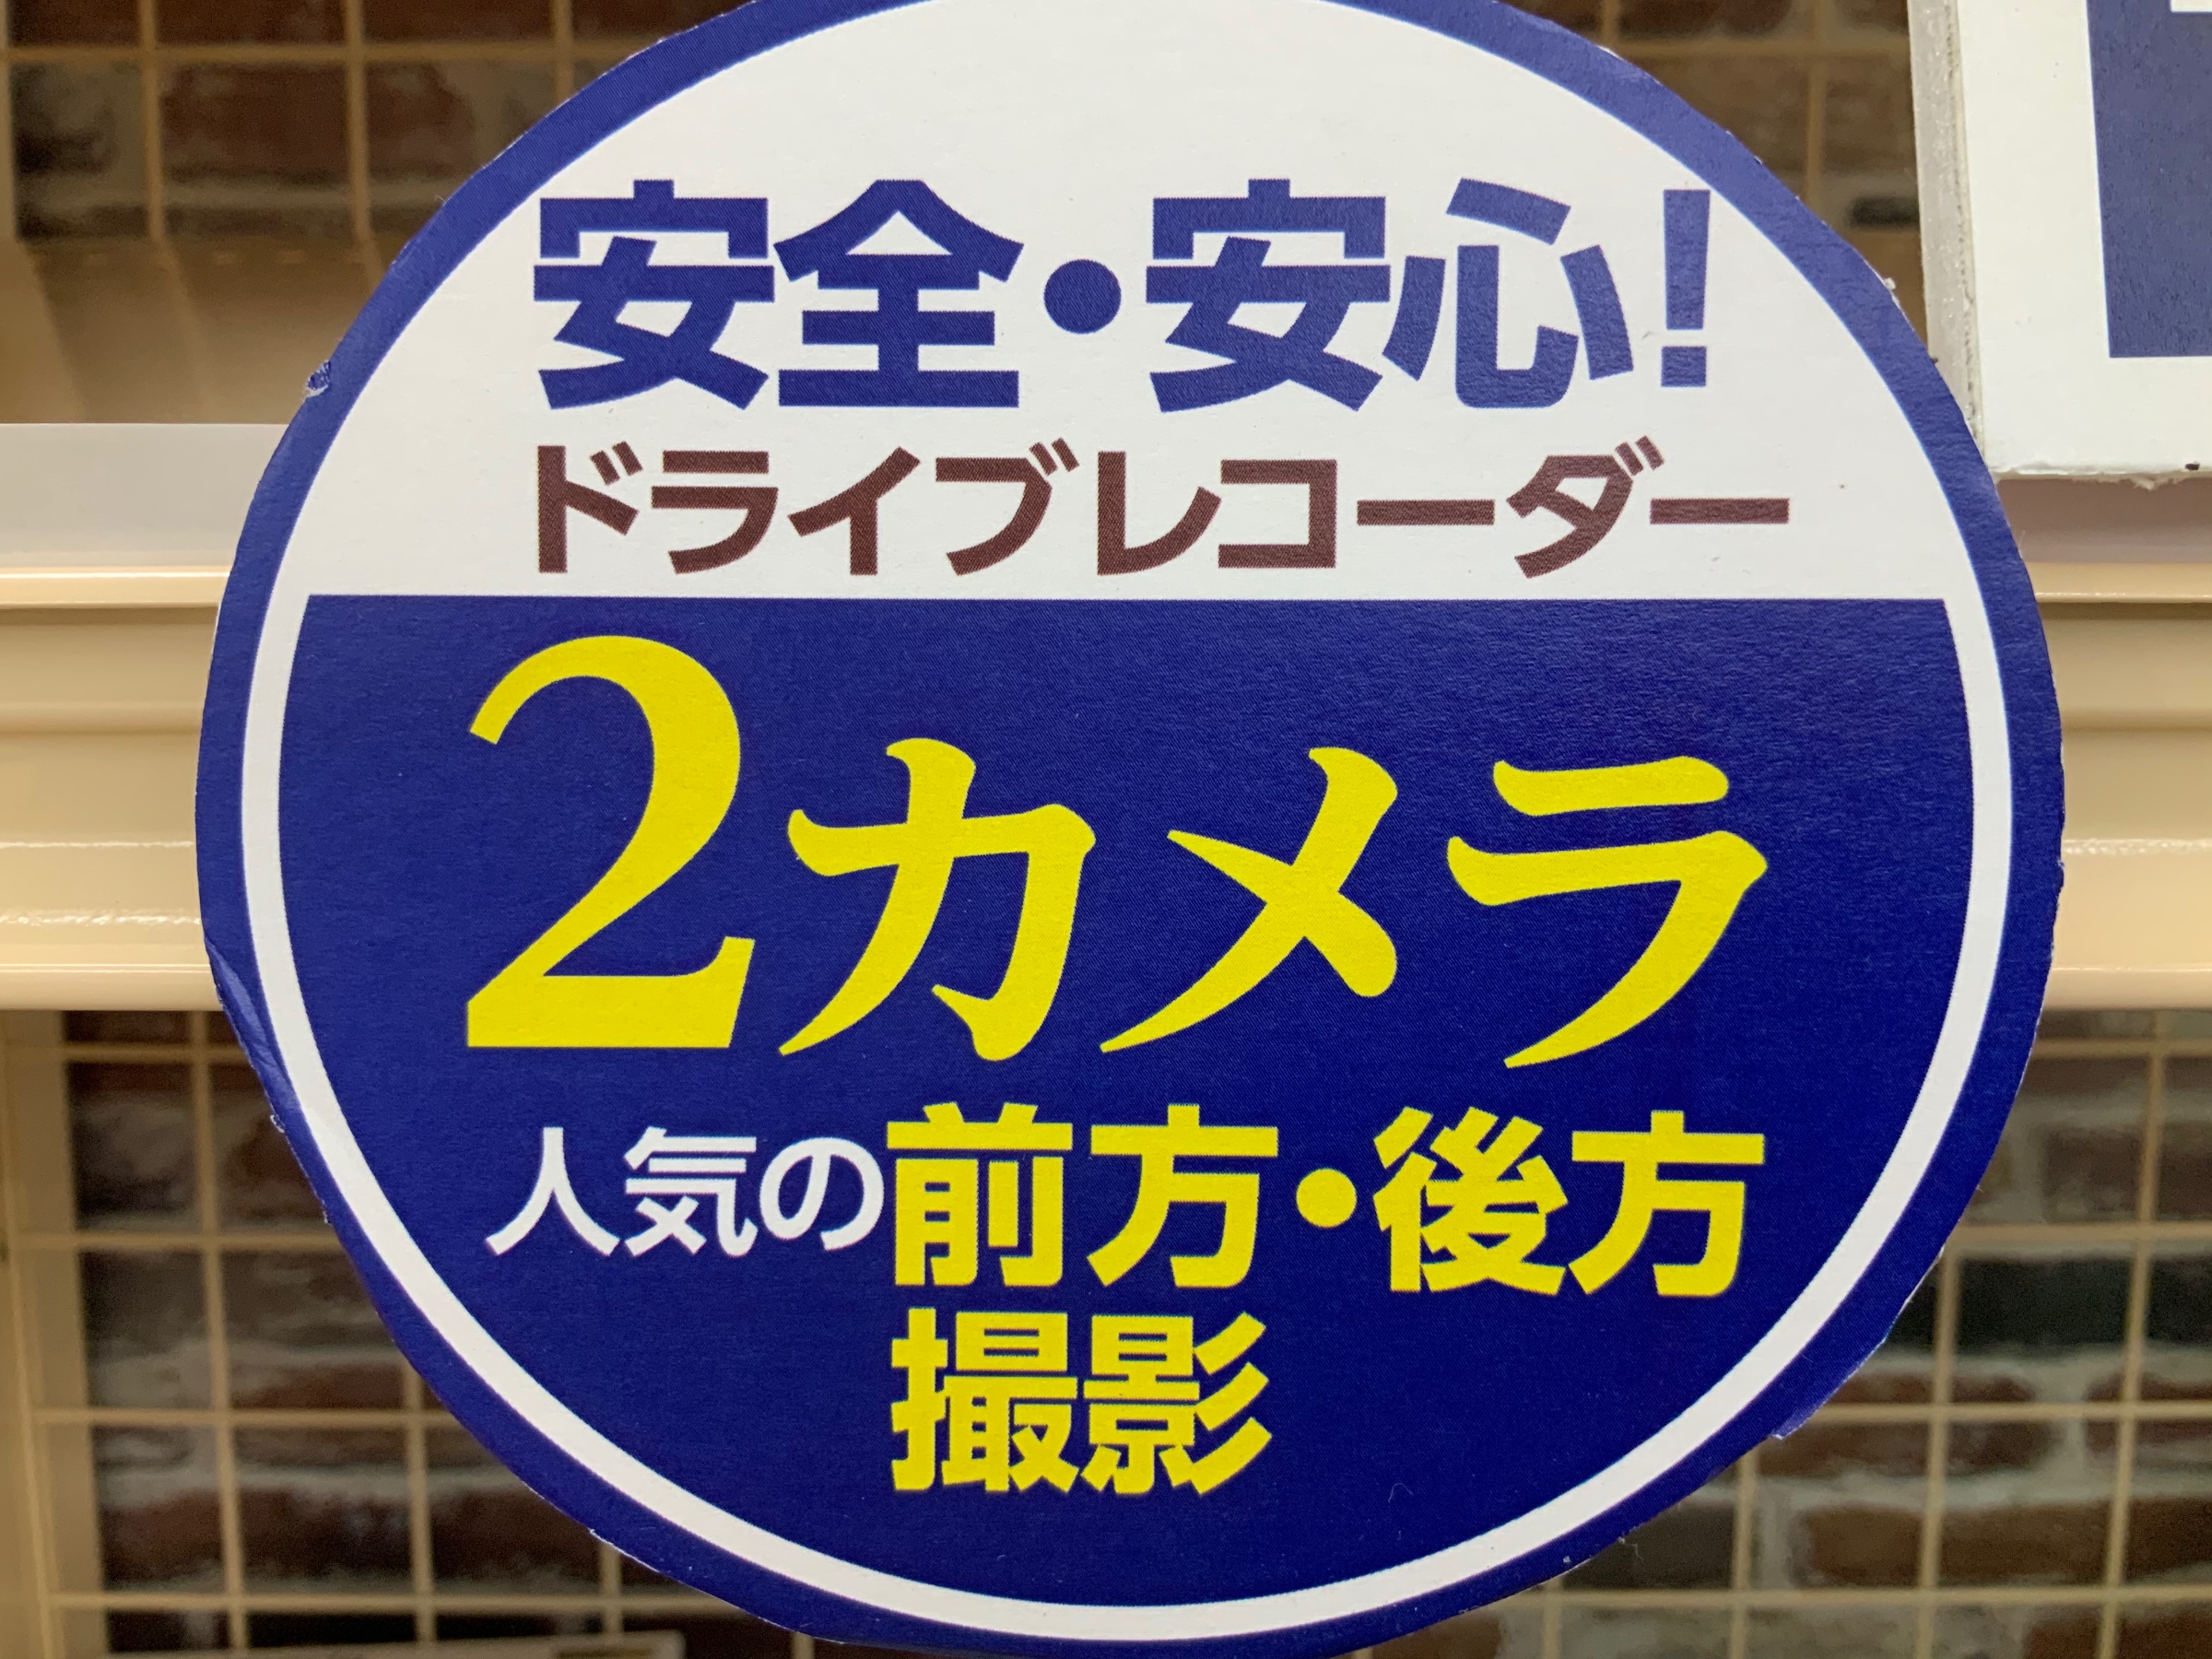 安全・安心!
ドライブレコーダー
2カメラ
人気の前方・後方
撮影